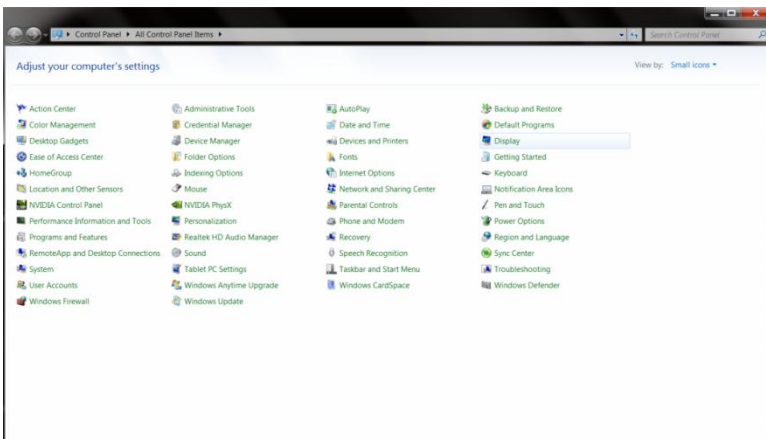 Control Panel All Control Panel Items
Search Control Panel
Adjust your computer's settings
View by: Small icons
Action Center
Administrative Tools
AutoPlay
Backup and Restore
Color Management
Credential Manager
Date and Time
Default Programs
Desktop Gadgets
Device Manager
Devices and Printers
Display
Ease of Access Center
Folder Options
Fonts
Getting Started
HomeGroup
Indexing Options
Internet Options
Keyboard
Location and Other Sensors
Mouse
Network and Sharing Center
Notification Area Icons
NVIDIA Control Panel
NVIDIA PhysX
Parental Controls
Pen and Touch
Performance Information and Tools
Personalization
Phone and Modem
Power Options
Programs and Features
Realtek HD Audio Manager
Recovery
Region and Language
RemoteApp and Desktop Connections
Sound
Speech Recognition
Sync Center
System
Tablet PC Settings
Taskbar and Start Menu
Troubleshooting
User Accounts
Windows Anytime Upgrade
Windows CardSpace
Windows Defender
Windows Firewall
Windows Update